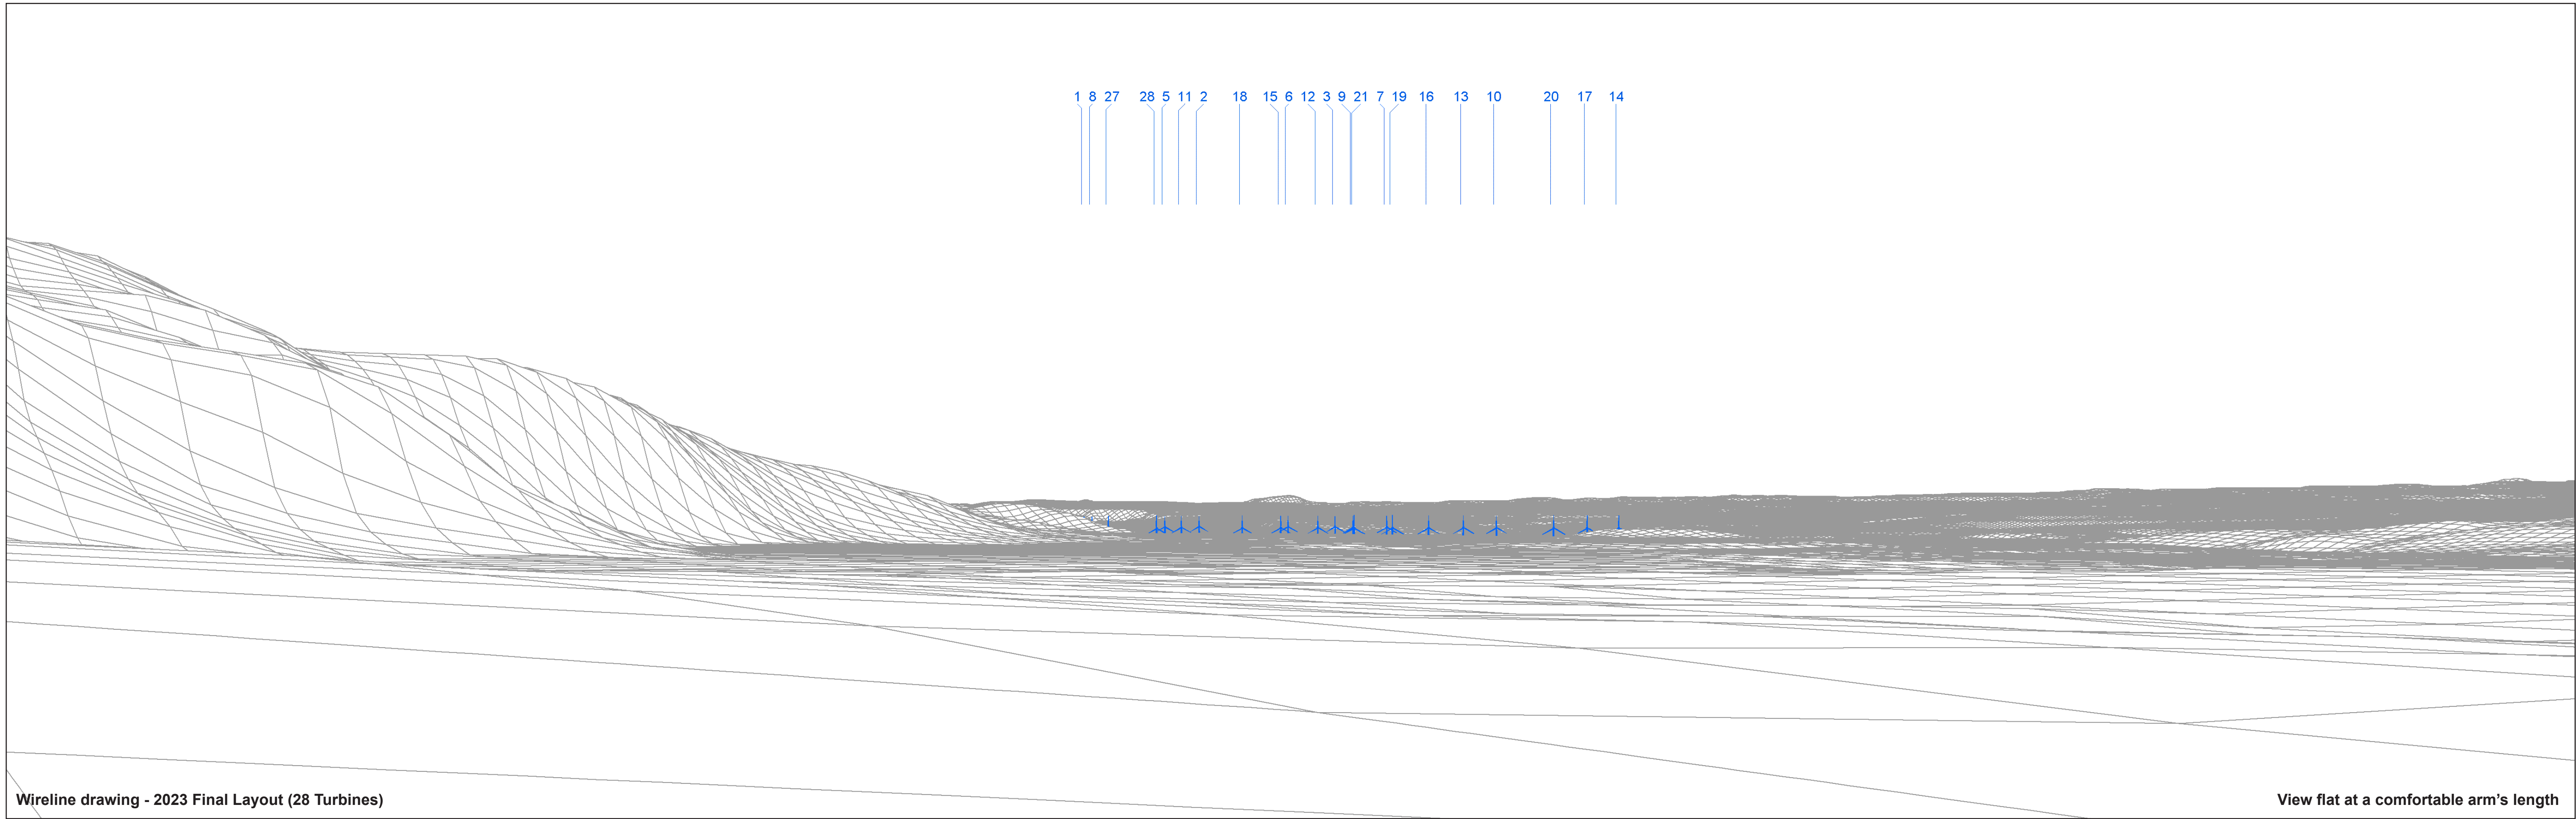 1 8 27 28 5 11 2 18 15 6 12 3 9 21 7 19 16 13 10 20 17 14
Wireline drawing - 2023 Final Layout (28 Turbines)
View flat at a comfortable arm’s length